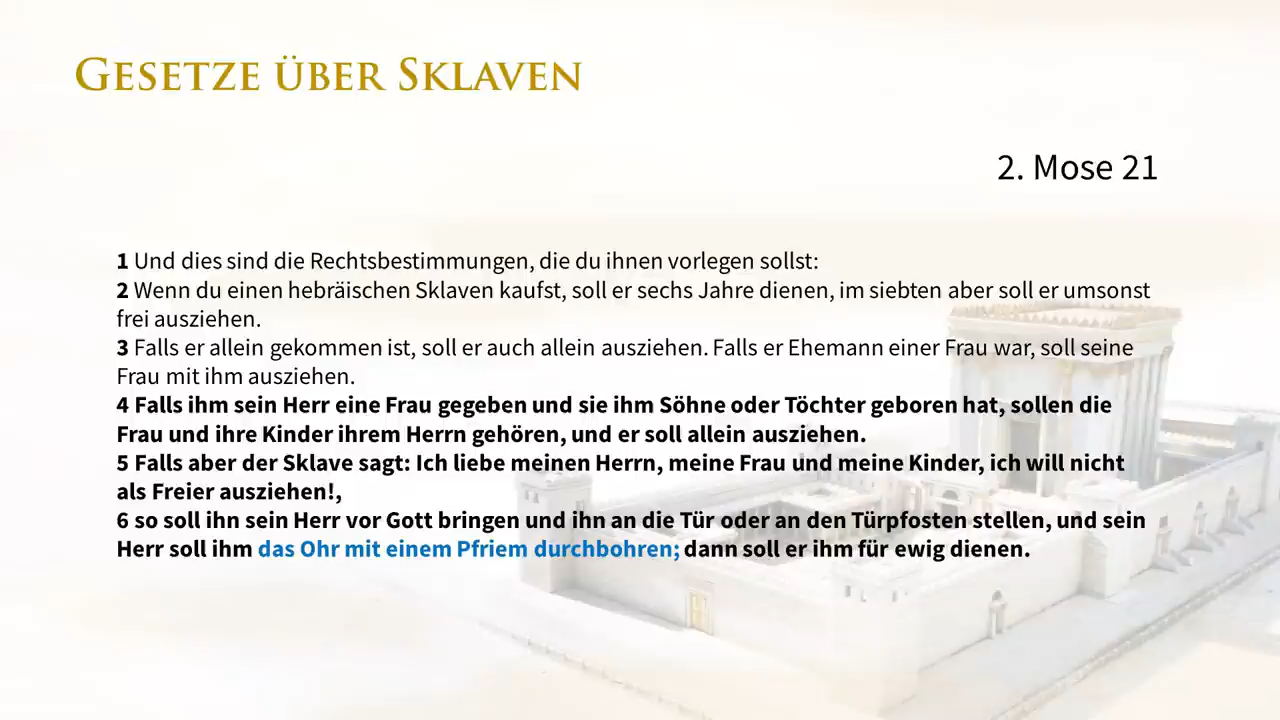 Gesetze über Sklaven
2. Mose 21
1 Und dies sind die Rechtsbestimmungen, die du ihnen vorlegen sollst:
2 Wenn du einen hebräischen Sklaven kaufst, soll er sechs Jahre dienen, im siebten aber soll er umsonst
frei ausziehen.
3 Falls er allein gekommen ist, soll er auch allein ausziehen. Falls er Ehemann einer Frau war, soll seine
Frau mit ihm ausziehen.
4 Falls ihm sein Herr eine Frau gegeben und sie ihm Söhne oder Töchter geboren hat, sollen die
Frau und ihre Kinder ihrem Herrn gehören, und er soll allein ausziehen.
5 Falls aber der Sklave sagt: Ich liebe meinen Herrn, meine Frau und meine Kinder, ich will nicht
als Freier ausziehen!,
6 so soll ihn sein Herr vor Gott bringen und ihn an die Tür oder an den Türpfosten stellen, und sein
Herr soll ihm das Ohr mit einem Pfriem durchbohren; dann soll er ihm für ewig dienen.